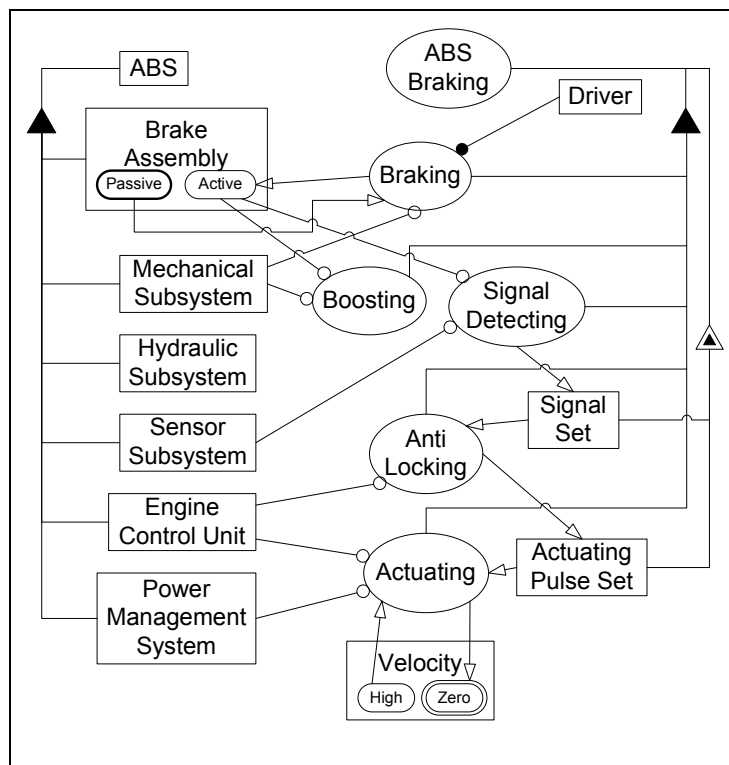 ABS
ABS
Braking
Driver
Brake
Assembly
Passive
Active
Braking
Mechanical
Subsystem
Boosting
Signal
Detecting
Hydraulic
Subsystem
Signal
Set
Sensor
Subsystem
Anti
Locking
Engine
Control Unit
Actuating
Actuating
Pulse Set
Power
Management
System
Velocity
High
Zero